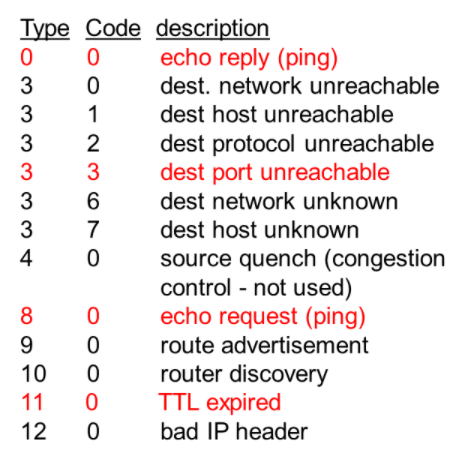 Type Code description
0 0 echo reply (ping)
3 0 dest. network unreachable
3 1 dest host unreachable
3 2 dest protocol unreachable
3 3 dest port unreachable
3 6 dest network unknown
3 7 dest host unknown
4 0 source quench (congestion
control - not used)
8 0 echo request (ping)
9 0 route advertisement
10 0 router discovery
11 0 TTL expired
12 0 bad IP header